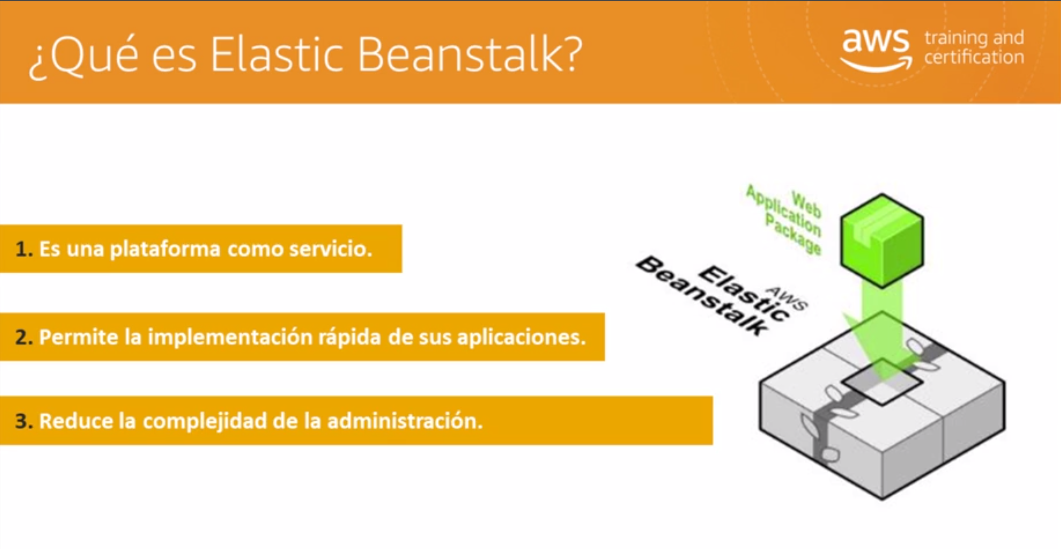 ¿Qué es Elastic Beanstalk?
aws training and
certification
1. Es una plataforma como servicio.
2. Permite la implementación rápida de sus aplicaciones.
3. Reduce la complejidad de la administración.
Web
Application
Package
AWS
Elastic
Beanstalk